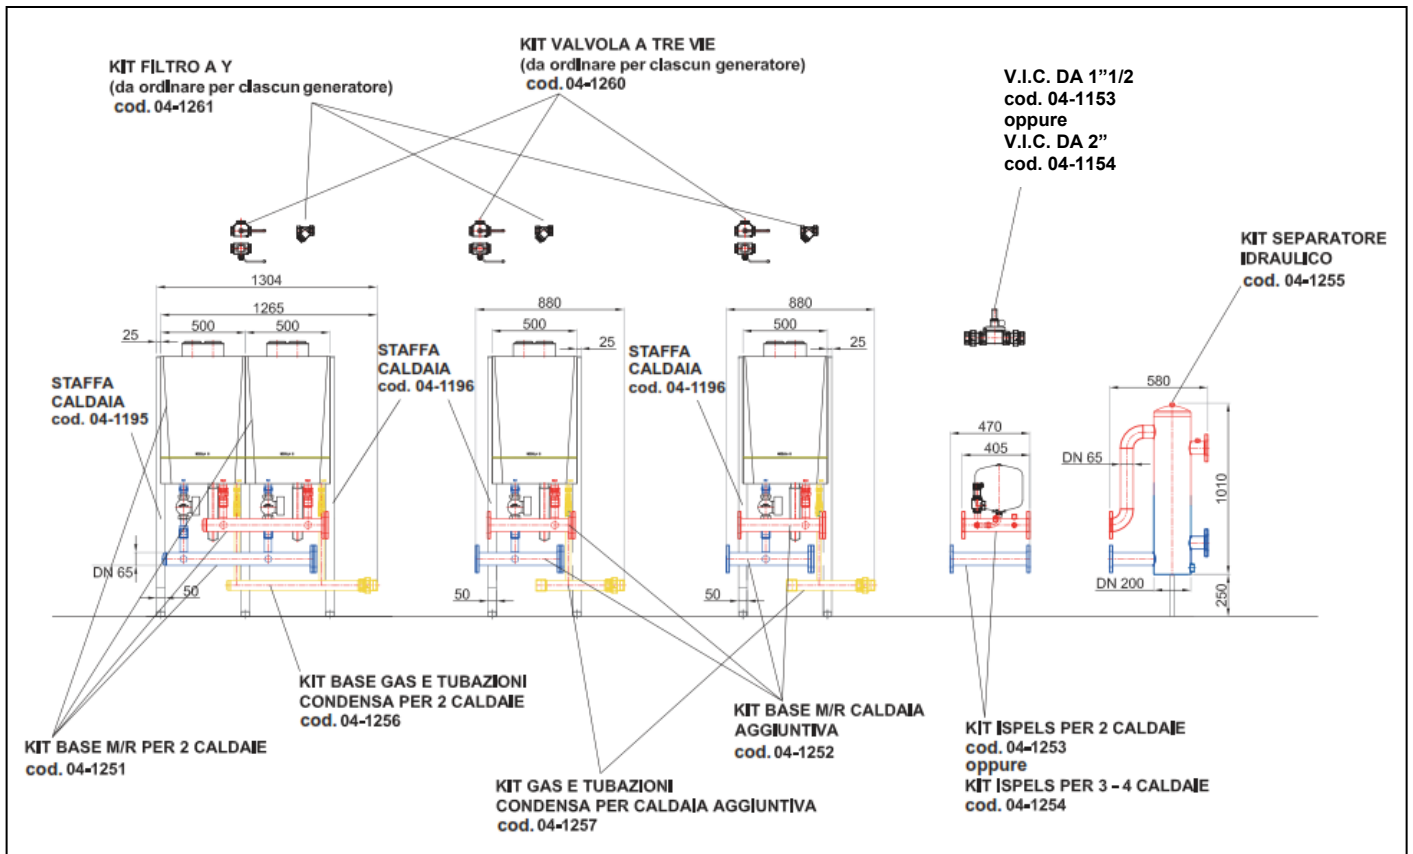 KIT FILTRO A Y
(da ordinare per ciascun generatore)
cod. 04-1261
KIT VALVOLA A TRE VIE
(da ordinare per ciascun generatore)
cod. 04-1260
V.I.C. DA 1”1/2
cod. 04-1153
oppure
V.I.C. DA 2”
cod. 04-1154
KIT SEPARATORE
IDRAULICO
cod. 04-1255
1304
1265
500
500
25
880
500
25
880
500
25
STAFFA
CALDAIA
cod. 04-1195
STAFFA
CALDAIA
cod. 04-1196
STAFFA
CALDAIA
cod. 04-1196
470
405
580
DN 65
1010
DN 200
250
DN 65
50
50
50
KIT BASE M/R PER 2 CALDAIE
cod. 04-1251
KIT BASE GAS E TUBAZIONI
CONDENSA PER 2 CALDAIE
cod. 04-1256
KIT GAS E TUBAZIONI
CONDENSA PER CALDAIA AGGIUNTIVA
cod. 04-1257
KIT BASE M/R CALDAIA
AGGIUNTIVA
cod. 04-1252
KIT ISPELS PER 2 CALDAIE
cod. 04-1253
oppure
KIT ISPELS PER 3 – 4 CALDAIE
cod. 04-1254